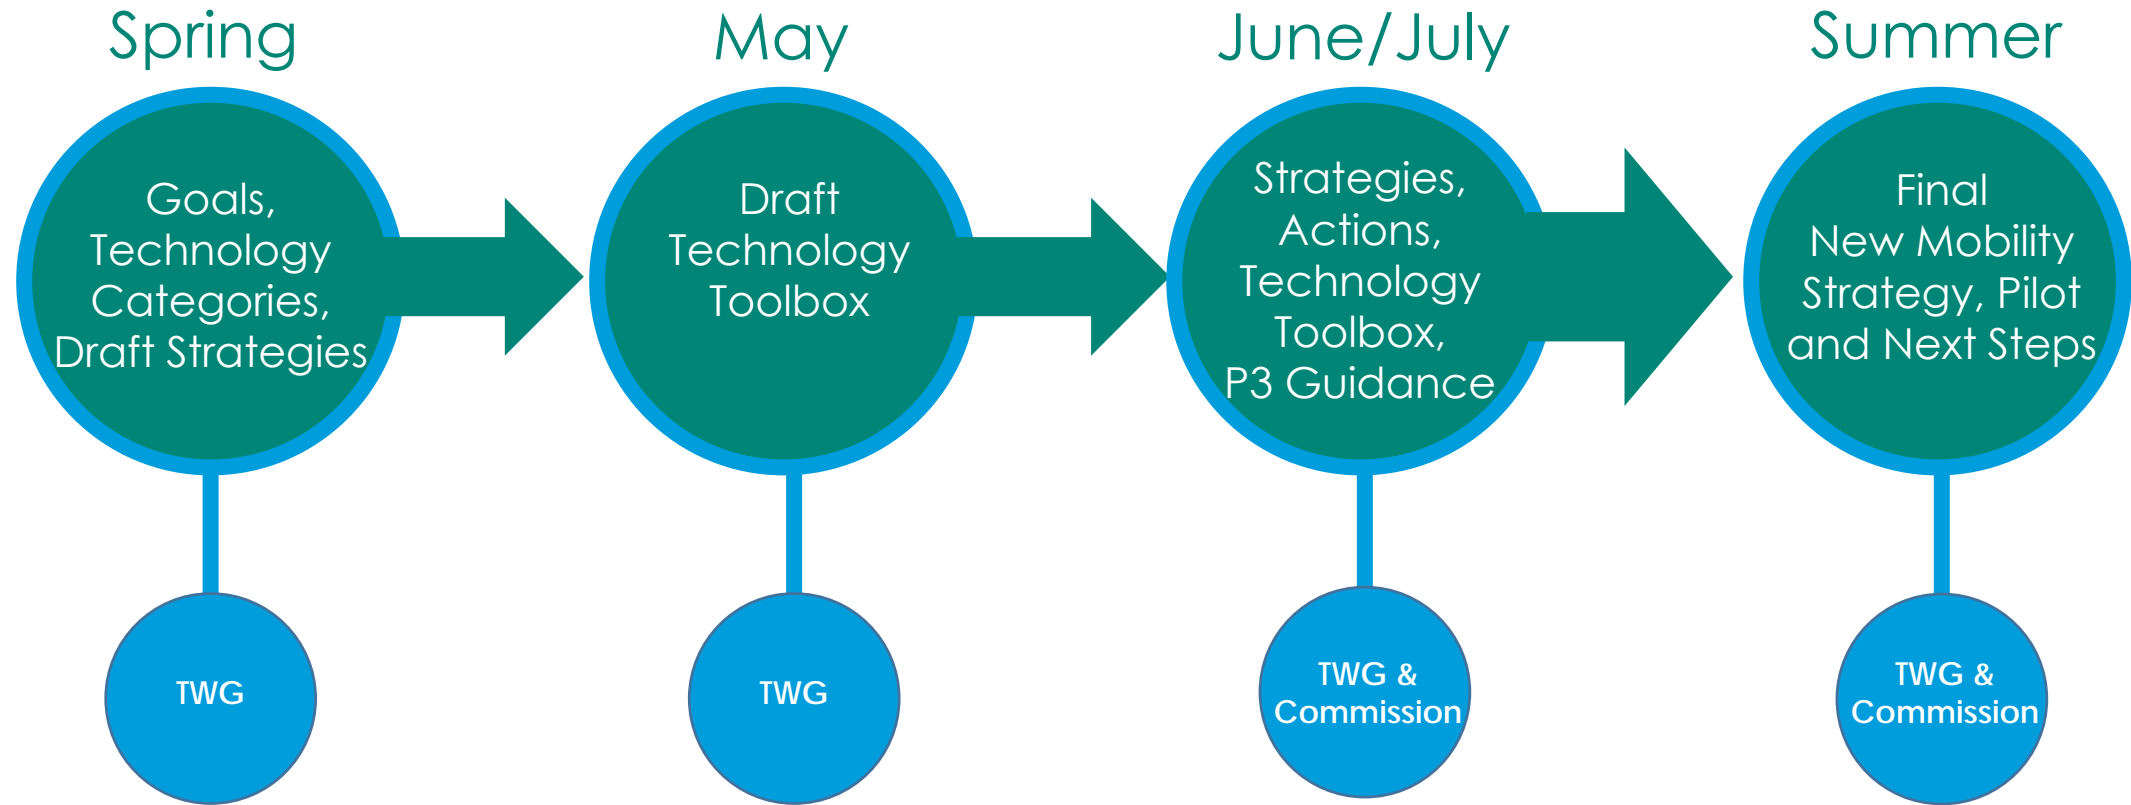 Spring
May
June/July
Summer
Goals,
Technology
Categories,
Draft Strategies
Draft
Technology
Toolbox
Strategies,
Actions,
Technology
Toolbox,
P3 Guidance
Final
New Mobility
Strategy, Pilot
and Next Steps
TWG
TWG
TWG &
Commission
TWG &
Commission